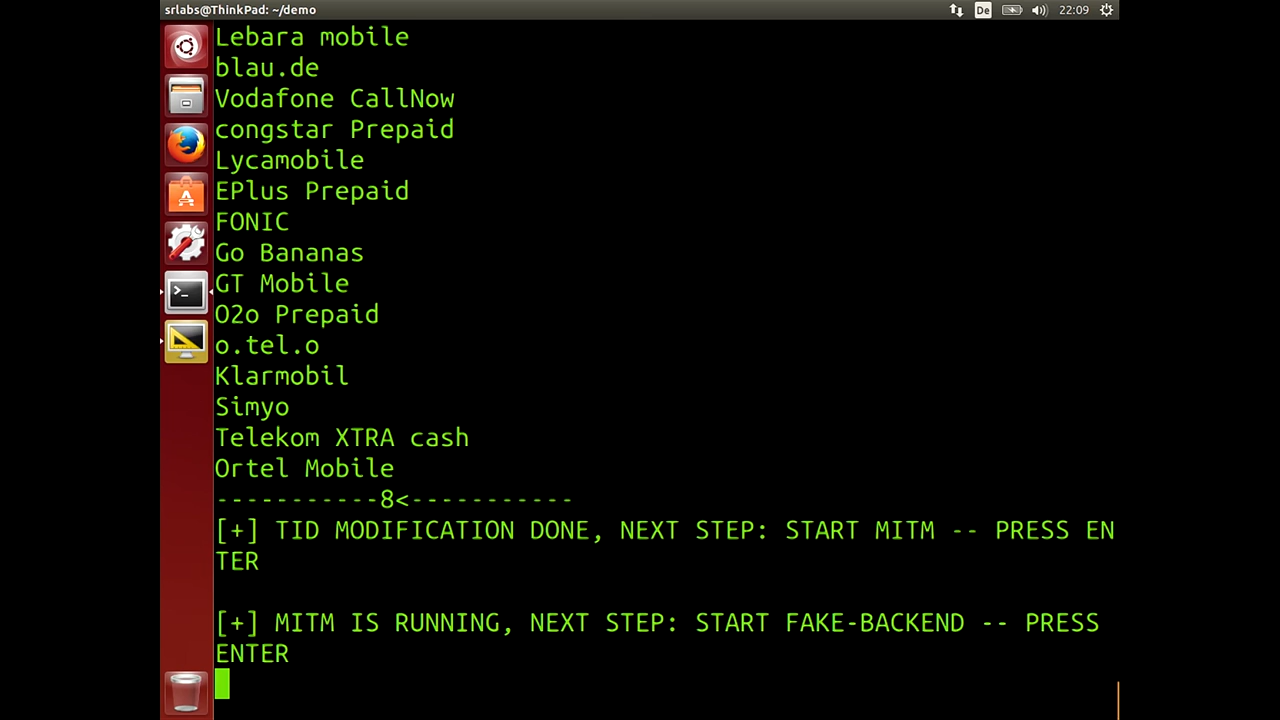 srlabs@ThinkPad: ~/demo
De
22:09
Lebara mobile
blau.de
Vodafone CallNow
congstar Prepaid
Lycamobile
EPlus Prepaid
FONIC
Go Bananas
GT Mobile
O2o Prepaid
o.tel.o
Klarmobil
Simyo
Telekom XTRA cash
Ortel Mobile
-----------8<-----------
[+] TID MODIFICATION DONE, NEXT STEP: START MITM -- PRESS EN
TER
[+] MITM IS RUNNING, NEXT STEP: START FAKE-BACKEND -- PRESS
ENTER